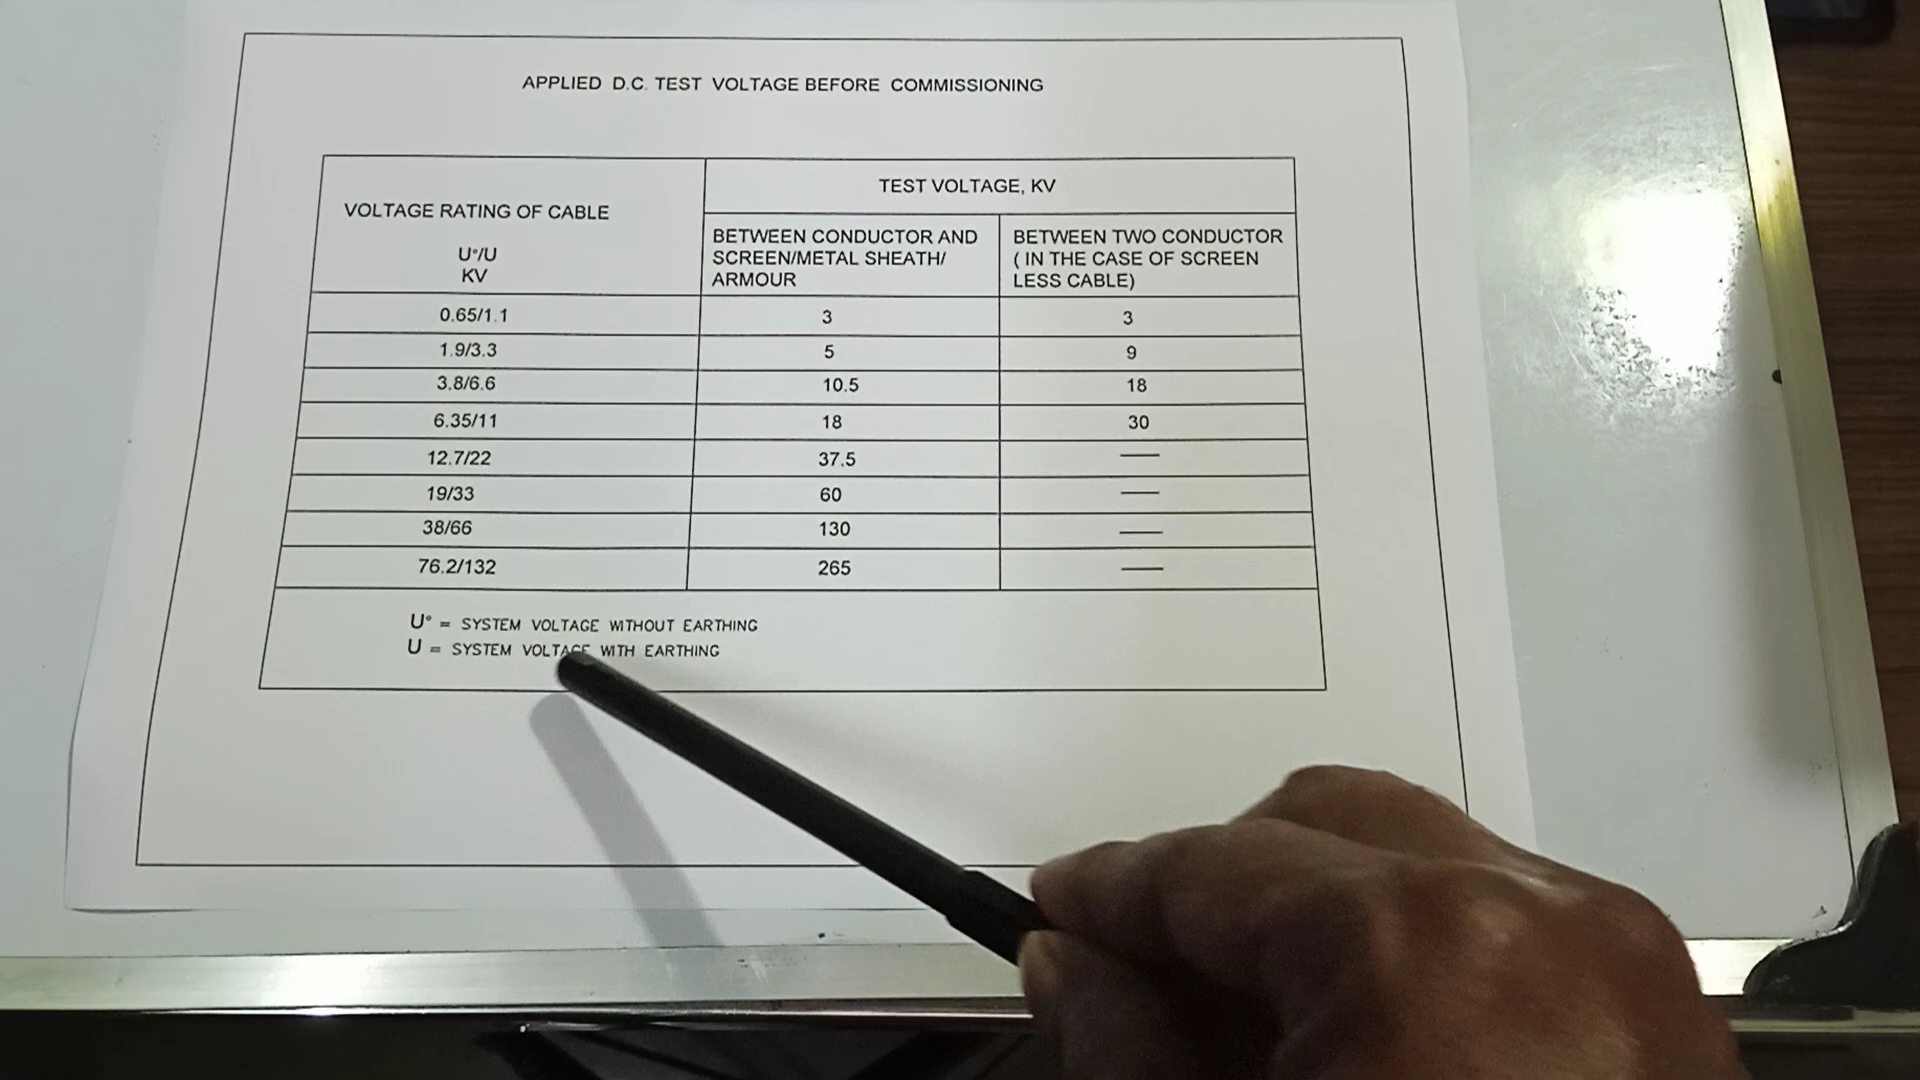 APPLIED D.C. TEST VOLTAGE BEFORE COMMISSIONING
VOLTAGE RATING OF CABLE
U°/U
KV
TEST VOLTAGE, KV
BETWEEN CONDUCTOR AND
SCREEN/METAL SHEATH/
ARMOUR
BETWEEN TWO CONDUCTOR
( IN THE CASE OF SCREEN
LESS CABLE)
0.65/1.1 3 3
1.9/3.3 5 9
3.8/6.6 10.5 18
6.35/11 18 30
12.7/22 37.5 —
19/33 60 —
38/66 130 —
76.2/132 265 —
U° = SYSTEM VOLTAGE WITHOUT EARTHING
U = SYSTEM VOLTAGE WITH EARTHING